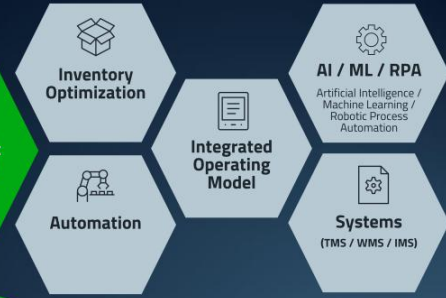 Inventory
Optimization
Automation
Integrated
Operating
Model
AI / ML / RPA
Artificial Intelligence /
Machine Learning /
Robotic Process
Automation
Systems
(TMS / WMS / IMS)